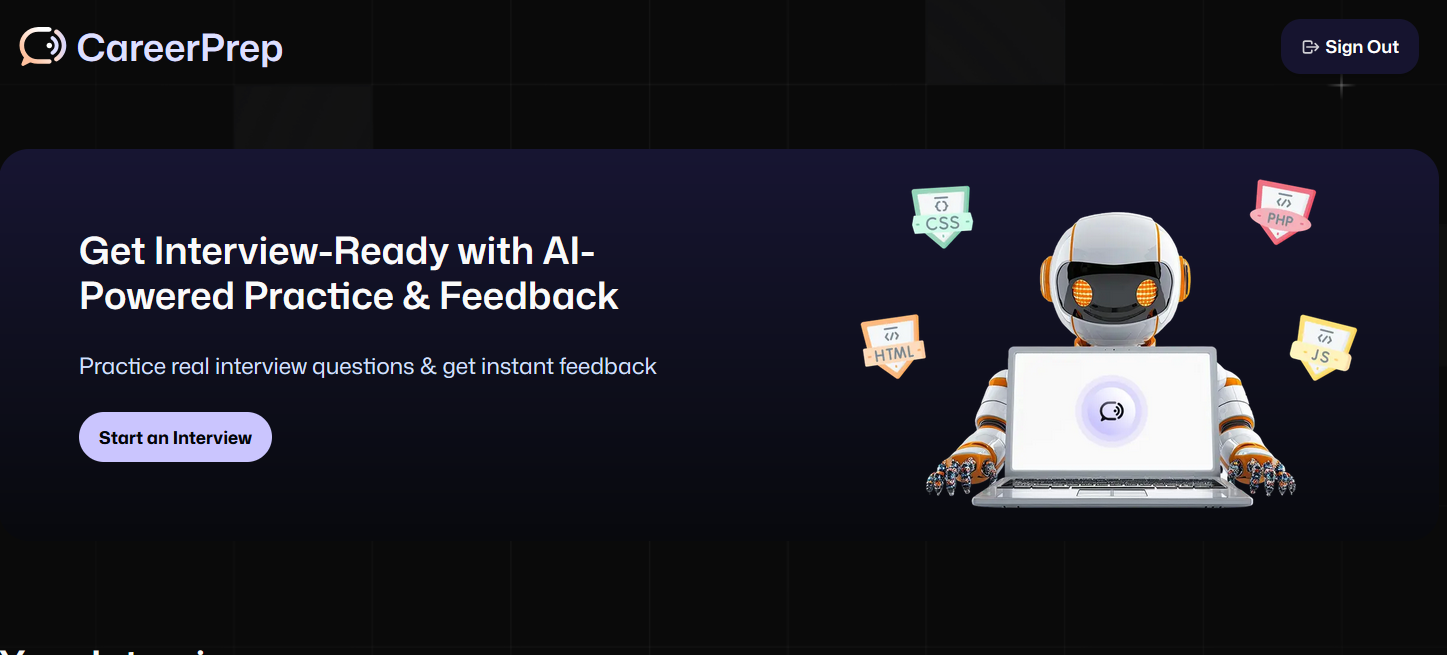 CareerPrep
Sign Out
Get Interview-Ready with AI-
Powered Practice & Feedback
Practice real interview questions & get instant feedback
Start an Interview
CSS
PHP
HTML
JS